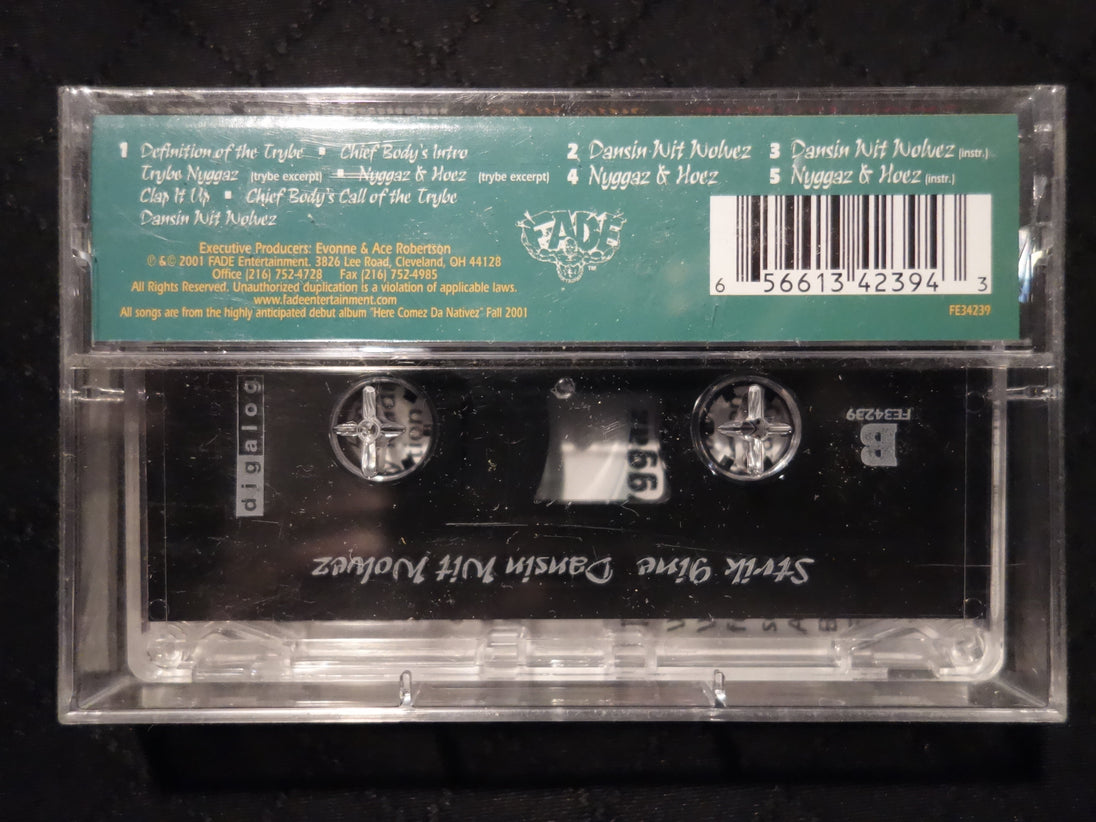 1 Definition of the Trybe ▪ Chief Body's Intro
Trybe Nyggaz (trybe excerpt) ▪ Nyggaz & Hoez (trybe excerpt)
Clap It Up ▪ Chief Body's Call of the Trybe
Dansin Wit Wolvez
2 Dansin Wit Wolvez
3 Dansin Wit Wolvez (instr.)
4 Nyggaz & Hoez
5 Nyggaz & Hoez (instr.)
FADE TM
Executive Producers: Evonne & Ace Robertson
℗ & © 2001 FADE Entertainment. 3826 Lee Road, Cleveland, OH 44128
Office (216) 752-4728 Fax (216) 752-4985
All Rights Reserved. Unauthorized duplication is a violation of applicable laws.
www.fadeentertainment.com
All songs are from the highly anticipated debut album "Here Comez Da Nativez" Fall 2001
6 56613 42394 3
FE34239
digalog
FE34239
B
Strik 9ine Dansin Wit Wolvez